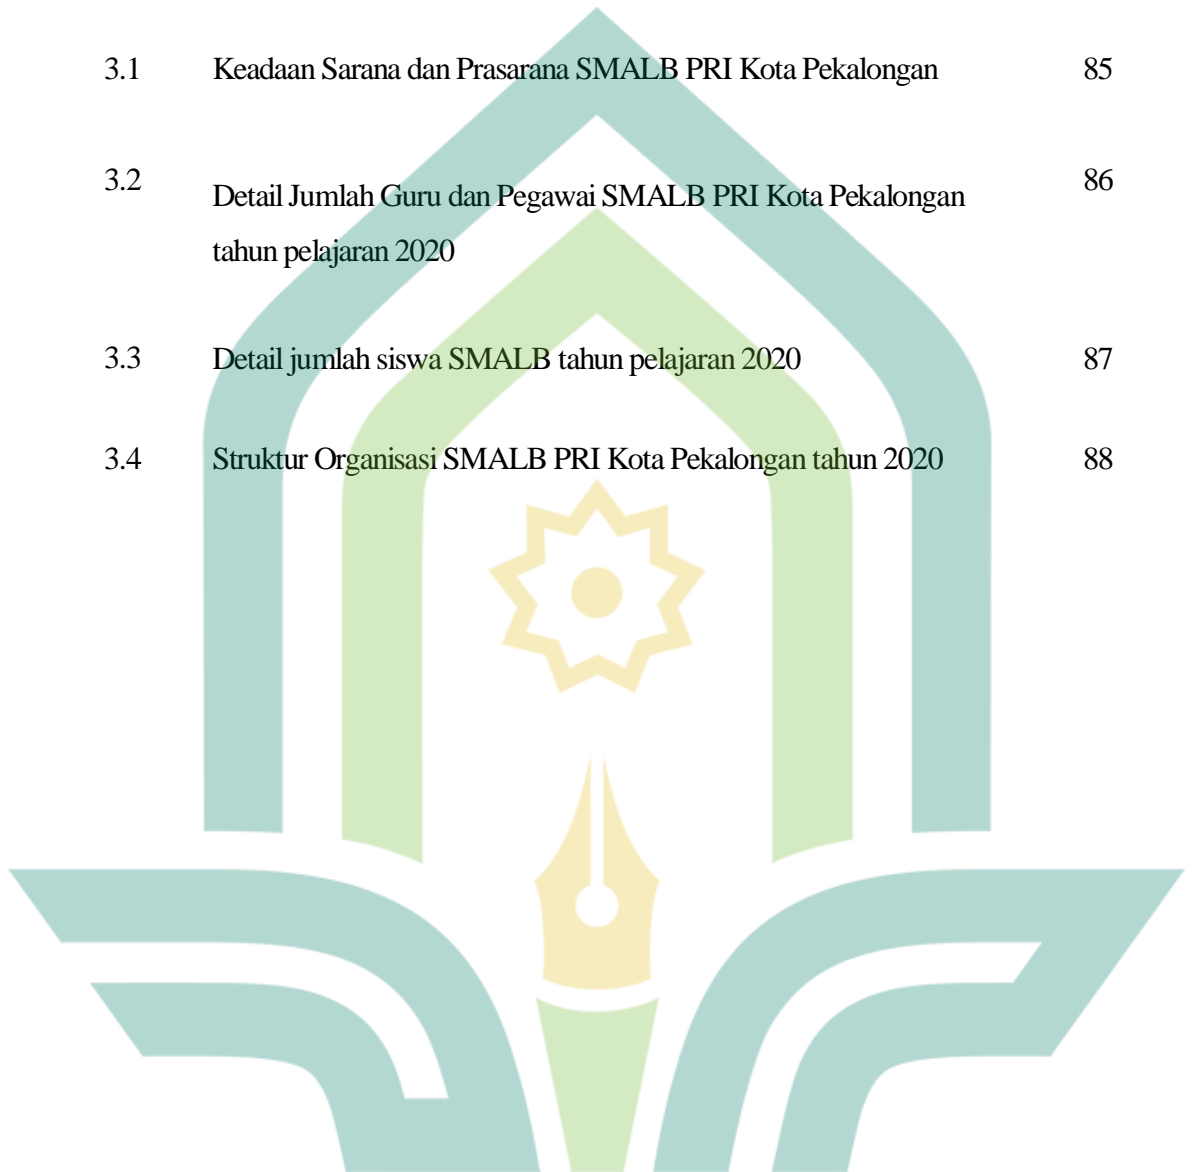 3.1 Keadaan Sarana dan Prasarana SMALB PRI Kota Pekalongan 85
3.2 Detail Jumlah Guru dan Pegawai SMALB PRI Kota Pekalongan 86
tahun pelajaran 2020
3.3 Detail jumlah siswa SMALB tahun pelajaran 2020 87
3.4 Struktur Organisasi SMALB PRI Kota Pekalongan tahun 2020 88